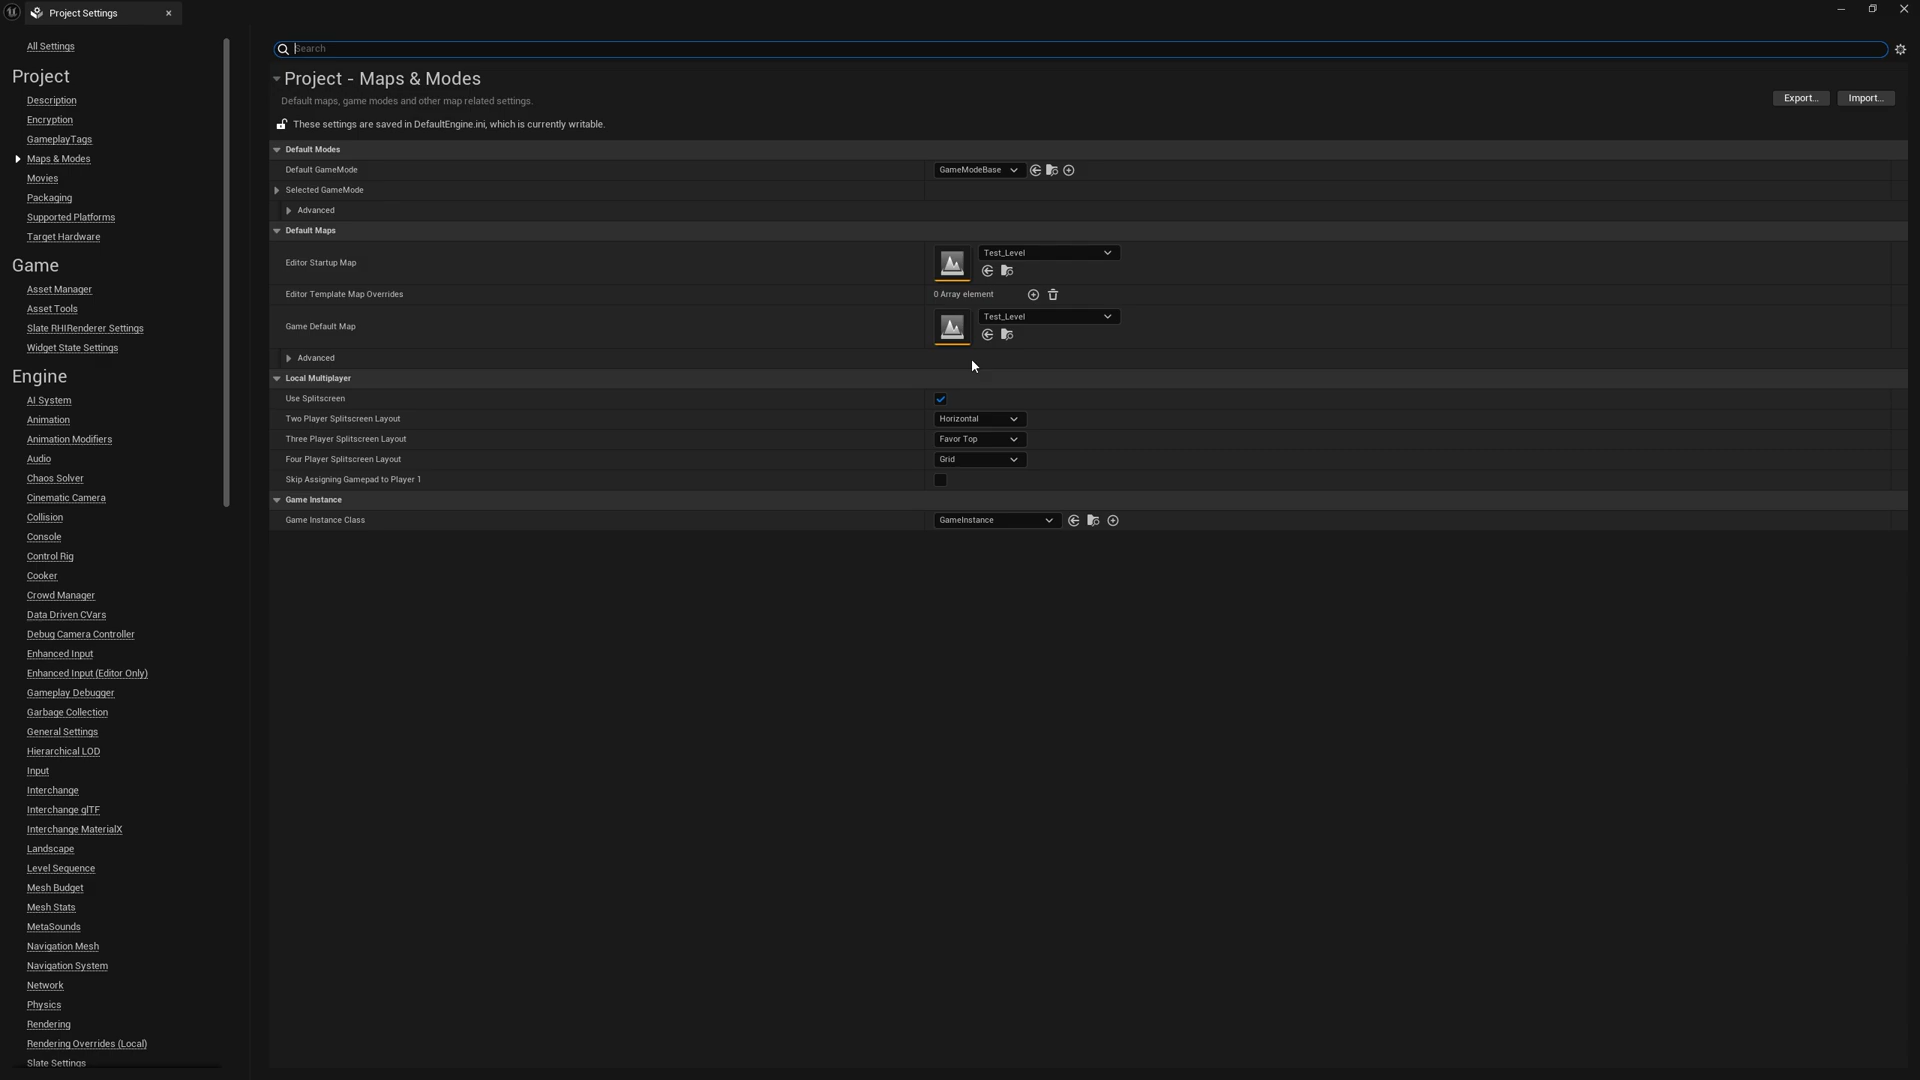 Project Settings
All Settings
Project
Description
Encryption
GameplayTags
Maps & Modes
Movies
Packaging
Supported Platforms
Target Hardware
Game
Asset Manager
Asset Tools
Slate RHIRenderer Settings
Widget State Settings
Engine
AI System
Animation
Animation Modifiers
Audio
Chaos Solver
Cinematic Camera
Collision
Console
Control Rig
Cooker
Crowd Manager
Data Driven CVars
Debug Camera Controller
Enhanced Input
Enhanced Input (Editor Only)
Gameplay Debugger
Garbage Collection
General Settings
Hierarchical LOD
Input
Interchange
Interchange glTF
Interchange MaterialX
Landscape
Level Sequence
Mesh Budget
Mesh Stats
MetaSounds
Navigation Mesh
Navigation System
Network
Physics
Rendering
Rendering Overrides (Local)
Slate Settings
Search
Project - Maps & Modes
Default maps, game modes and other map related settings.
Export... Import...
These settings are saved in DefaultEngine.ini, which is currently writable.
Default Modes
Default GameMode GameModeBase
Selected GameMode
Advanced
Default Maps
Editor Startup Map Test_Level
Editor Template Map Overrides 0 Array element
Game Default Map Test_Level
Advanced
Local Multiplayer
Use Splitscreen
Two Player Splitscreen Layout Horizontal
Three Player Splitscreen Layout Favor Top
Four Player Splitscreen Layout Grid
Skip Assigning Gamepad to Player 1
Game Instance
Game Instance Class GameInstance